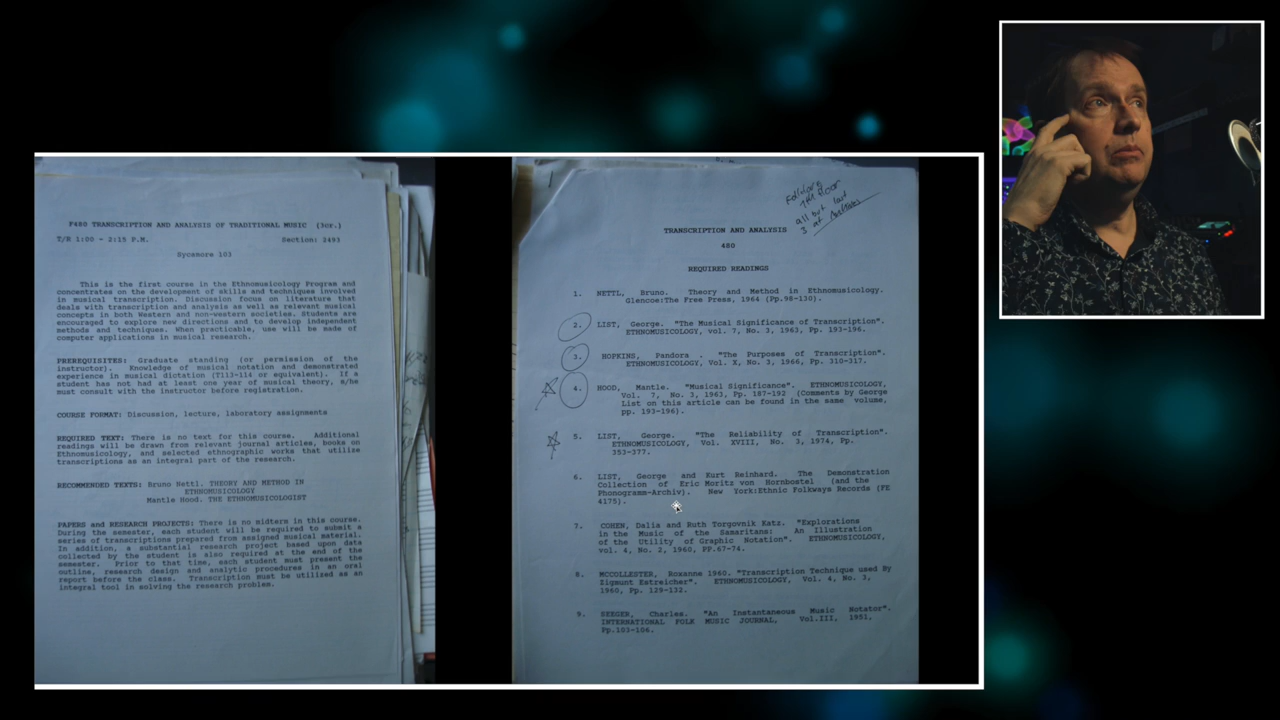 F480 TRANSCRIPTION AND ANALYSIS OF TRADITIONAL MUSIC (3cr.)
T/R 1:00 - 2:15 P.M. Section: 2493
Sycamore 103
This is the first course in the Ethnomusicology Program and
concentrates on the development of skills and techniques involved
in musical transcription. Discussion focus on literature that
deals with transcription and analysis as well as relevant musical
concepts in both Western and non-western societies. Students are
encouraged to explore new directions and to develop independent
methods and techniques. When practicable, use will be made of
computer applications in musical research.
PREREQUISITES: Graduate standing (or permission of the
instructor). Knowledge of musical notation and demonstrated
experience in musical dictation (T113-114 or equivalent). If a
student has not had at least one year of musical theory, s/he
must consult with the instructor before registration.
COURSE FORMAT: Discussion, lecture, laboratory assignments
REQUIRED TEXT: There is no text for this course. Additional
readings will be drawn from relevant journal articles, books on
Ethnomusicology, and selected ethnographic works that utilize
transcriptions as an integral part of the research.
RECOMMENDED TEXTS: Bruno Nettl. THEORY AND METHOD IN
ETHNOMUSICOLOGY
Mantle Hood. THE ETHNOMUSICOLOGIST
PAPERS and RESEARCH PROJECTS: There is no midterm in this course.
During the semester, each student will be required to submit a
series of transcriptions prepared from assigned musical material.
In addition, a substantial research project based upon data
collected by the student is also required at the end of the
semester. Prior to that time, each student must present the
outline, research design and analytic procedures in an oral
report before the class. Transcription must be utilized as an
integral tool in solving the research problem.
Folklore
7th floor
all but last
3 at
TRANSCRIPTION AND ANALYSIS
480
REQUIRED READINGS
1. NETTL, Bruno. Theory and Method in Ethnomusicology.
Glencoe:The Free Press, 1964 (Pp.98-130).
2. LIST, George. "The Musical Significance of Transcription".
ETHNOMUSICOLOGY, vol. 7, No. 3, 1963, Pp. 193-196.
3. HOPKINS, Pandora . "The Purposes of Transcription".
ETHNOMUSICOLOGY, Vol. X, No. 3, 1966, Pp. 310-317.
4. HOOD, Mantle. "Musical Significance". ETHNOMUSICOLOGY,
Vol. 7, No. 3, 1963, Pp. 187-192 (Comments by George
List on this article can be found in the same volume,
pp. 193-196).
5. LIST, George. "The Reliability of Transcription".
ETHNOMUSICOLOGY, Vol. XVIII, No. 3, 1974, Pp.
353-377.
6. LIST, George and Kurt Reinhard. The Demonstration
Collection of Eric Moritz von Hornbostel (and the
Phonogramm-Archiv). New York:Ethnic Folkways Records (FE
4175).
7. COHEN, Dalia and Ruth Torgovnik Katz. "Explorations
in the Music of the Samaritans: An Illustration
of the Utility of Graphic Notation". ETHNOMUSICOLOGY,
vol. 4, No. 2, 1960, PP.67-74.
8. MCCOLLESTER, Roxanne 1960. "Transcription Technique used By
Zigmunt Estreicher". ETHNOMUSICOLOGY, Vol. 4, No. 3,
1960, Pp. 129-132.
9. SEEGER, Charles. "An Instantaneous Music Notator".
INTERNATIONAL FOLK MUSIC JOURNAL, Vol.III, 1951,
Pp.103-106.